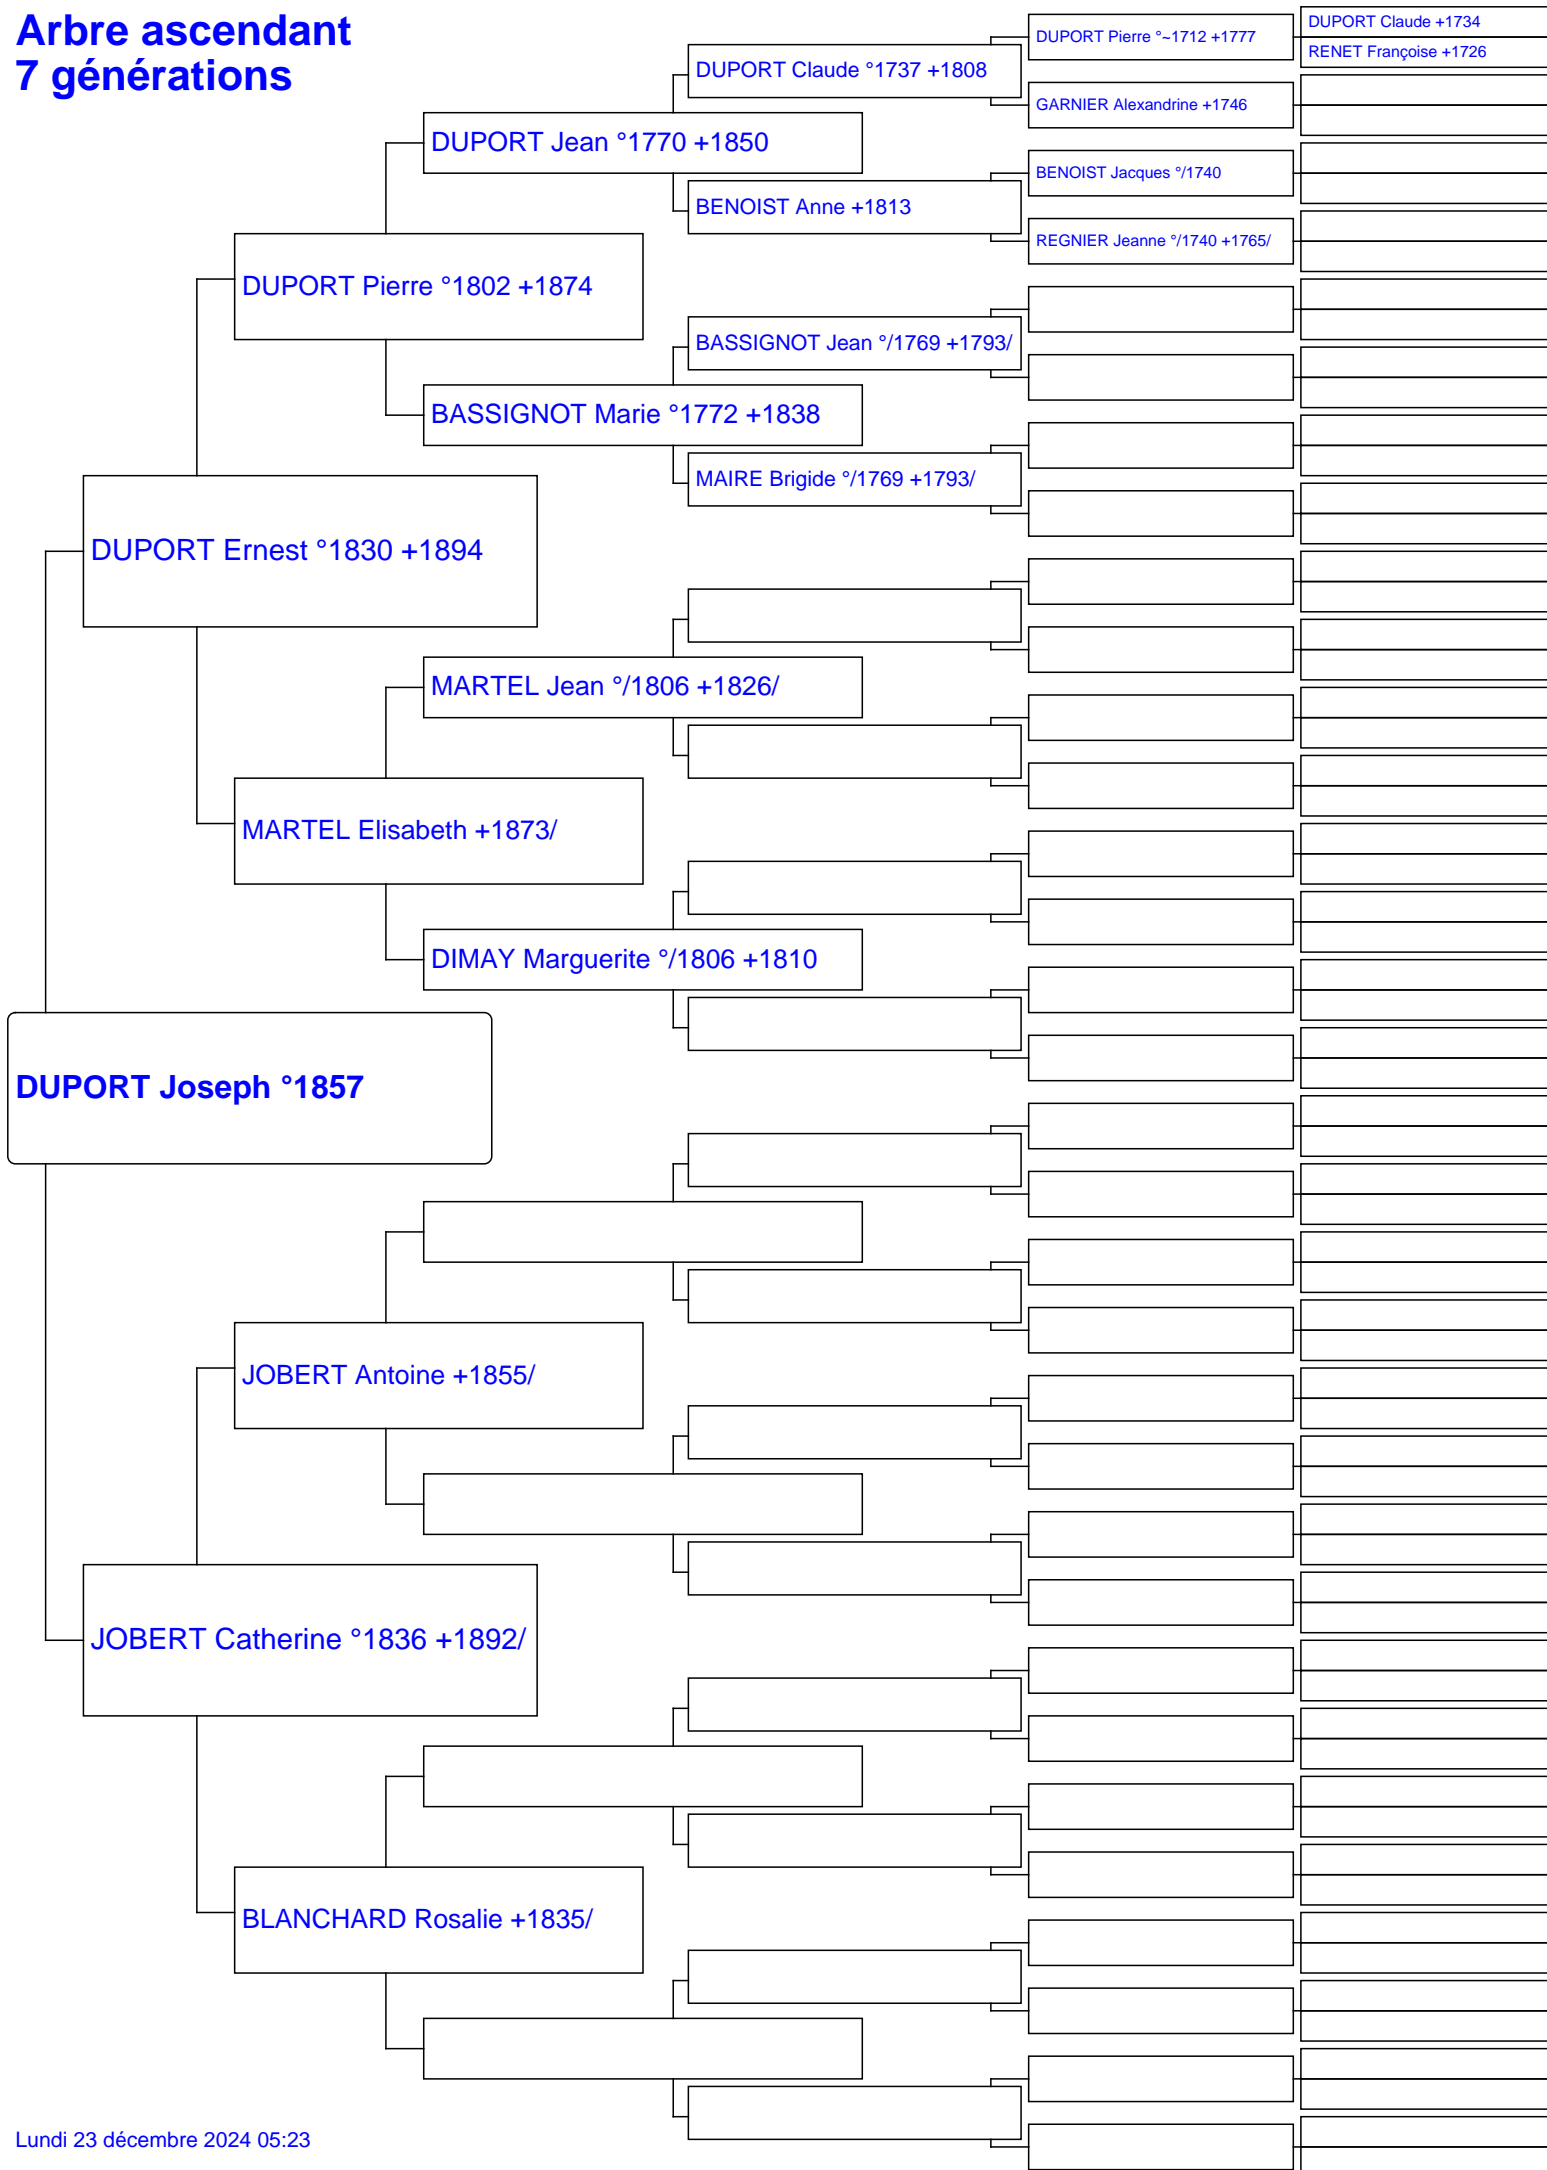 Arbre ascendant
7 générations
DUPORT Claude +1734
DUPORT Pierre °~1712 +1777
RENET Françoise +1726
DUPORT Claude °1737 +1808
GARNIER Alexandrine +1746
DUPORT Jean °1770 +1850
BENOIST Jacques °/1740
BENOIST Anne +1813
REGNIER Jeanne °/1740 +1765/
DUPORT Pierre °1802 +1874
BASSIGNOT Jean °/1769 +1793/
BASSIGNOT Marie °1772 +1838
MAIRE Brigide °/1769 +1793/
DUPORT Ernest °1830 +1894
MARTEL Jean °/1806 +1826/
MARTEL Elisabeth +1873/
DIMAY Marguerite °/1806 +1810
DUPORT Joseph °1857
JOBERT Antoine +1855/
JOBERT Catherine °1836 +1892/
BLANCHARD Rosalie +1835/
Lundi 23 décembre 2024 05:23